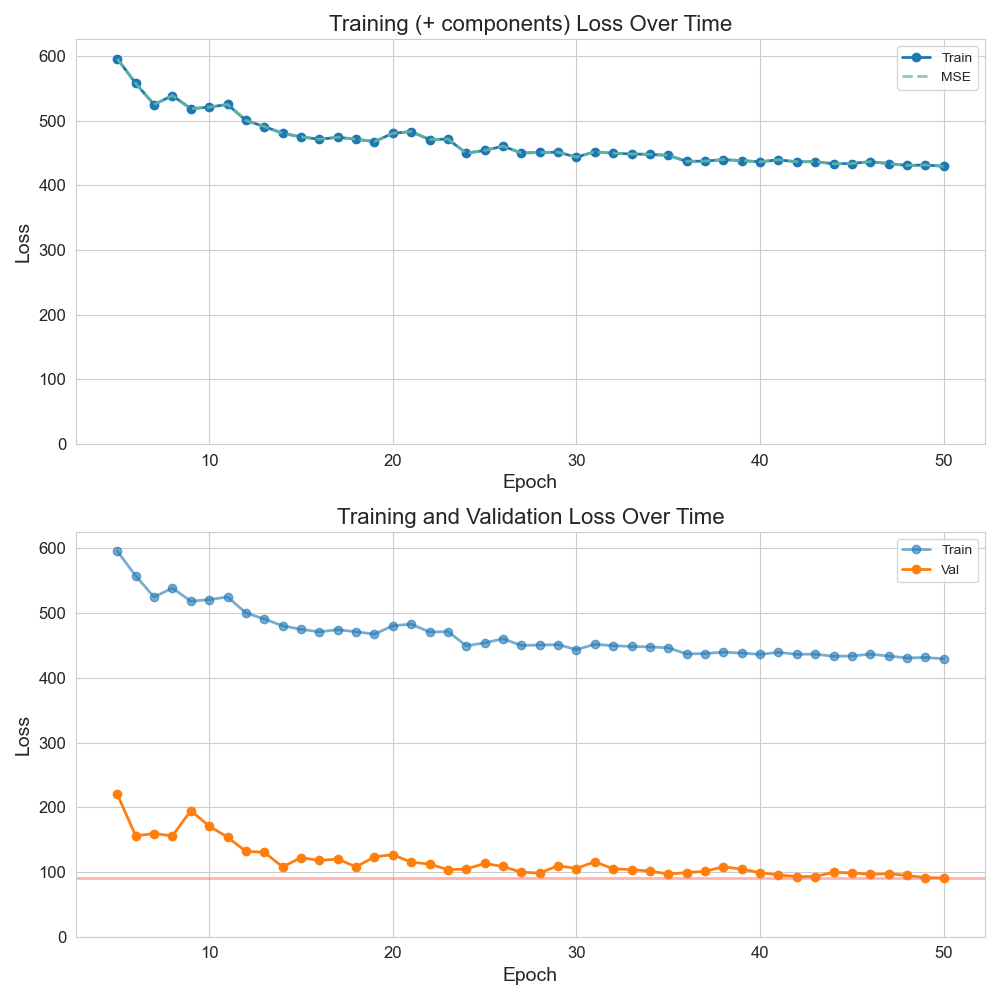 Training (+ components) Loss Over Time
Train
MSE
600
500
400
300
200
100
0
Loss
10 20 30 40 50
Epoch
Training and Validation Loss Over Time
Train
Val
600
500
400
300
200
100
0
Loss
10 20 30 40 50
Epoch